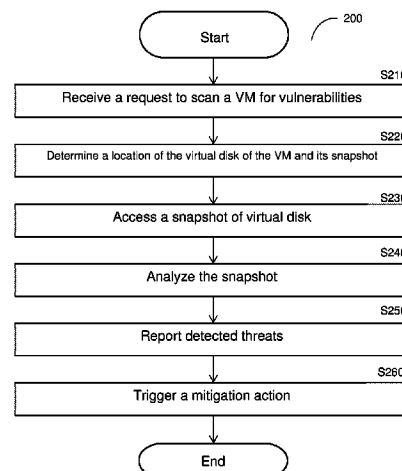 Start
200
S210
Receive a request to scan a VM for vulnerabilities
S220
Determine a location of the virtual disk of the VM and its snapshot
S230
Access a snapshot of virtual disk
S240
Analyze the snapshot
S250
Report detected threats
S260
Trigger a mitigation action
End